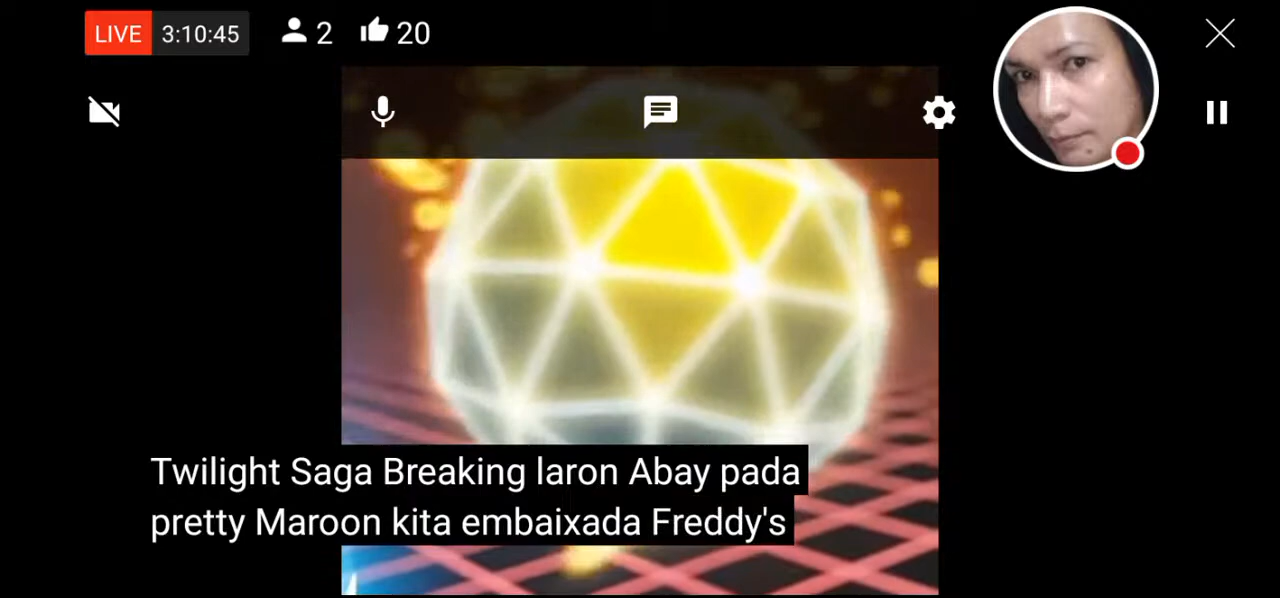 LIVE 3:10:45 2 20
Twilight Saga Breaking laron Abay pada
pretty Maroon kita embaixada Freddy's